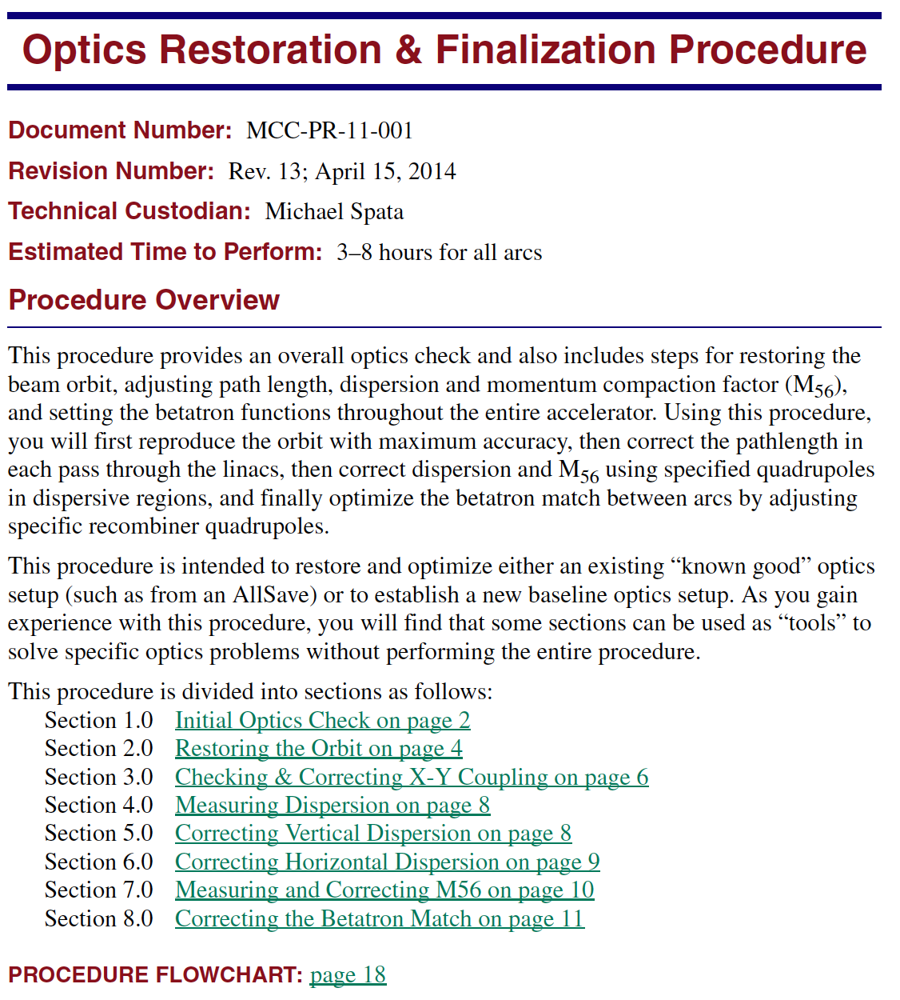 Optics Restoration & Finalization Procedure
Document Number: MCC-PR-11-001
Revision Number: Rev. 13; April 15, 2014
Technical Custodian: Michael Spata
Estimated Time to Perform: 3–8 hours for all arcs
Procedure Overview
This procedure provides an overall optics check and also includes steps for restoring the
beam orbit, adjusting path length, dispersion and momentum compaction factor (M56),
and setting the betatron functions throughout the entire accelerator. Using this procedure,
you will first reproduce the orbit with maximum accuracy, then correct the pathlength in
each pass through the linacs, then correct dispersion and M56 using specified quadrupoles
in dispersive regions, and finally optimize the betatron match between arcs by adjusting
specific recombiner quadrupoles.
This procedure is intended to restore and optimize either an existing “known good” optics
setup (such as from an AllSave) or to establish a new baseline optics setup. As you gain
experience with this procedure, you will find that some sections can be used as “tools” to
solve specific optics problems without performing the entire procedure.
This procedure is divided into sections as follows:
Section 1.0 Initial Optics Check on page 2
Section 2.0 Restoring the Orbit on page 4
Section 3.0 Checking & Correcting X-Y Coupling on page 6
Section 4.0 Measuring Dispersion on page 8
Section 5.0 Correcting Vertical Dispersion on page 8
Section 6.0 Correcting Horizontal Dispersion on page 9
Section 7.0 Measuring and Correcting M56 on page 10
Section 8.0 Correcting the Betatron Match on page 11
PROCEDURE FLOWCHART: page 18